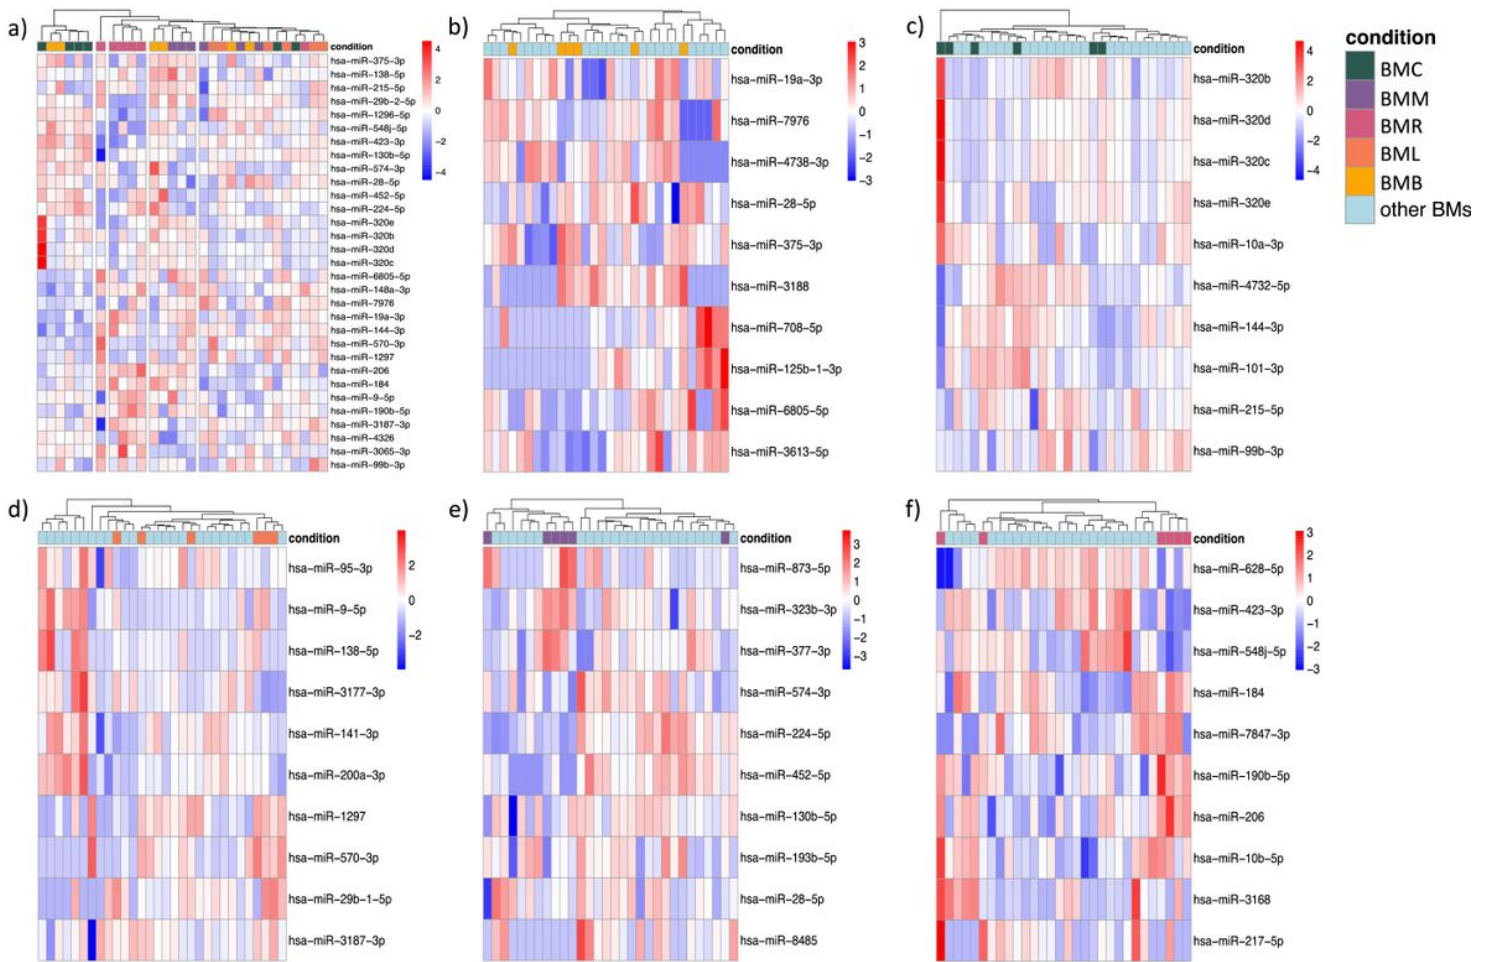 a)
condition
hsa-miR-375-3p
hsa-miR-138-5p
hsa-miR-215-5p
hsa-miR-29b-2-5p
hsa-miR-1296-5p
hsa-miR-548j-5p
hsa-miR-423-3p
hsa-miR-130b-5p
hsa-miR-574-3p
hsa-miR-28-5p
hsa-miR-452-5p
hsa-miR-224-5p
hsa-miR-320e
hsa-miR-320b
hsa-miR-320d
hsa-miR-320c
hsa-miR-6805-5p
hsa-miR-148a-3p
hsa-miR-7976
hsa-miR-19a-3p
hsa-miR-144-3p
hsa-miR-570-3p
hsa-miR-1297
hsa-miR-206
hsa-miR-184
hsa-miR-9-5p
hsa-miR-190b-5p
hsa-miR-3187-3p
hsa-miR-4326
hsa-miR-3065-3p
hsa-miR-99b-3p
4
2
0
-2
-4
b)
condition
hsa-miR-19a-3p
hsa-miR-7976
hsa-miR-4738-3p
hsa-miR-28-5p
hsa-miR-375-3p
hsa-miR-3188
hsa-miR-708-5p
hsa-miR-125b-1-3p
hsa-miR-6805-5p
hsa-miR-3613-5p
3
2
1
0
-1
-2
-3
c)
condition
hsa-miR-320b
hsa-miR-320d
hsa-miR-320c
hsa-miR-320e
hsa-miR-10a-3p
hsa-miR-4732-5p
hsa-miR-144-3p
hsa-miR-101-3p
hsa-miR-215-5p
hsa-miR-99b-3p
4
2
0
-2
-4
condition
BMC
BMM
BMR
BML
BMB
other BMs
d)
condition
hsa-miR-95-3p
hsa-miR-9-5p
hsa-miR-138-5p
hsa-miR-3177-3p
hsa-miR-141-3p
hsa-miR-200a-3p
hsa-miR-1297
hsa-miR-570-3p
hsa-miR-29b-1-5p
hsa-miR-3187-3p
2
0
-2
e)
condition
hsa-miR-873-5p
hsa-miR-323b-3p
hsa-miR-377-3p
hsa-miR-574-3p
hsa-miR-224-5p
hsa-miR-452-5p
hsa-miR-130b-5p
hsa-miR-193b-5p
hsa-miR-28-5p
hsa-miR-8485
3
2
1
0
-1
-2
-3
f)
condition
hsa-miR-628-5p
hsa-miR-423-3p
hsa-miR-548j-5p
hsa-miR-184
hsa-miR-7847-3p
hsa-miR-190b-5p
hsa-miR-206
hsa-miR-10b-5p
hsa-miR-3168
hsa-miR-217-5p
3
2
1
0
-1
-2
-3